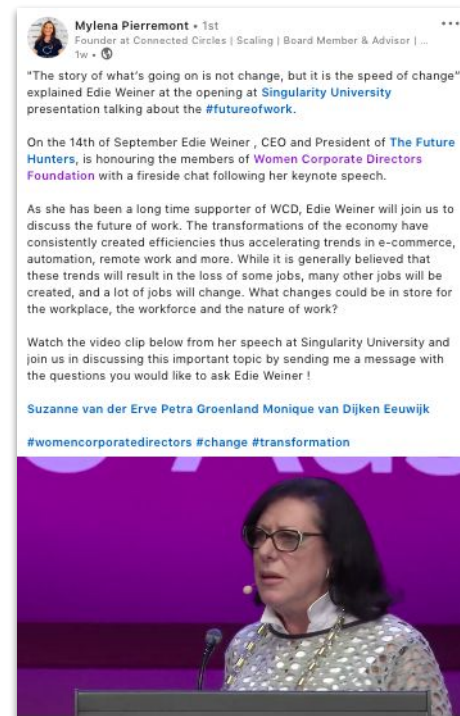 Mylena Pierremont • 1st
Founder at Connected Circles | Scaling | Board Member & Advisor | ...
1w •
"The story of what's going on is not change, but it is the speed of change"
explained Edie Weiner at the opening at Singularity University
presentation talking about the #futureofwork.
On the 14th of September Edie Weiner , CEO and President of The Future
Hunters, is honouring the members of Women Corporate Directors
Foundation with a fireside chat following her keynote speech.
As she has been a long time supporter of WCD, Edie Weiner will join us to
discuss the future of work. The transformations of the economy have
consistently created efficiencies thus accelerating trends in e-commerce,
automation, remote work and more. While it is generally believed that
these trends will result in the loss of some jobs, many other jobs will be
created, and a lot of jobs will change. What changes could be in store for
the workplace, the workforce and the nature of work?
Watch the video clip below from her speech at Singularity University and
join us in discussing this important topic by sending me a message with
the questions you would like to ask Edie Weiner !
Suzanne van der Erve Petra Groenland Monique van Dijken Eeuwijk
#womencorporatedirectors #change #transformation